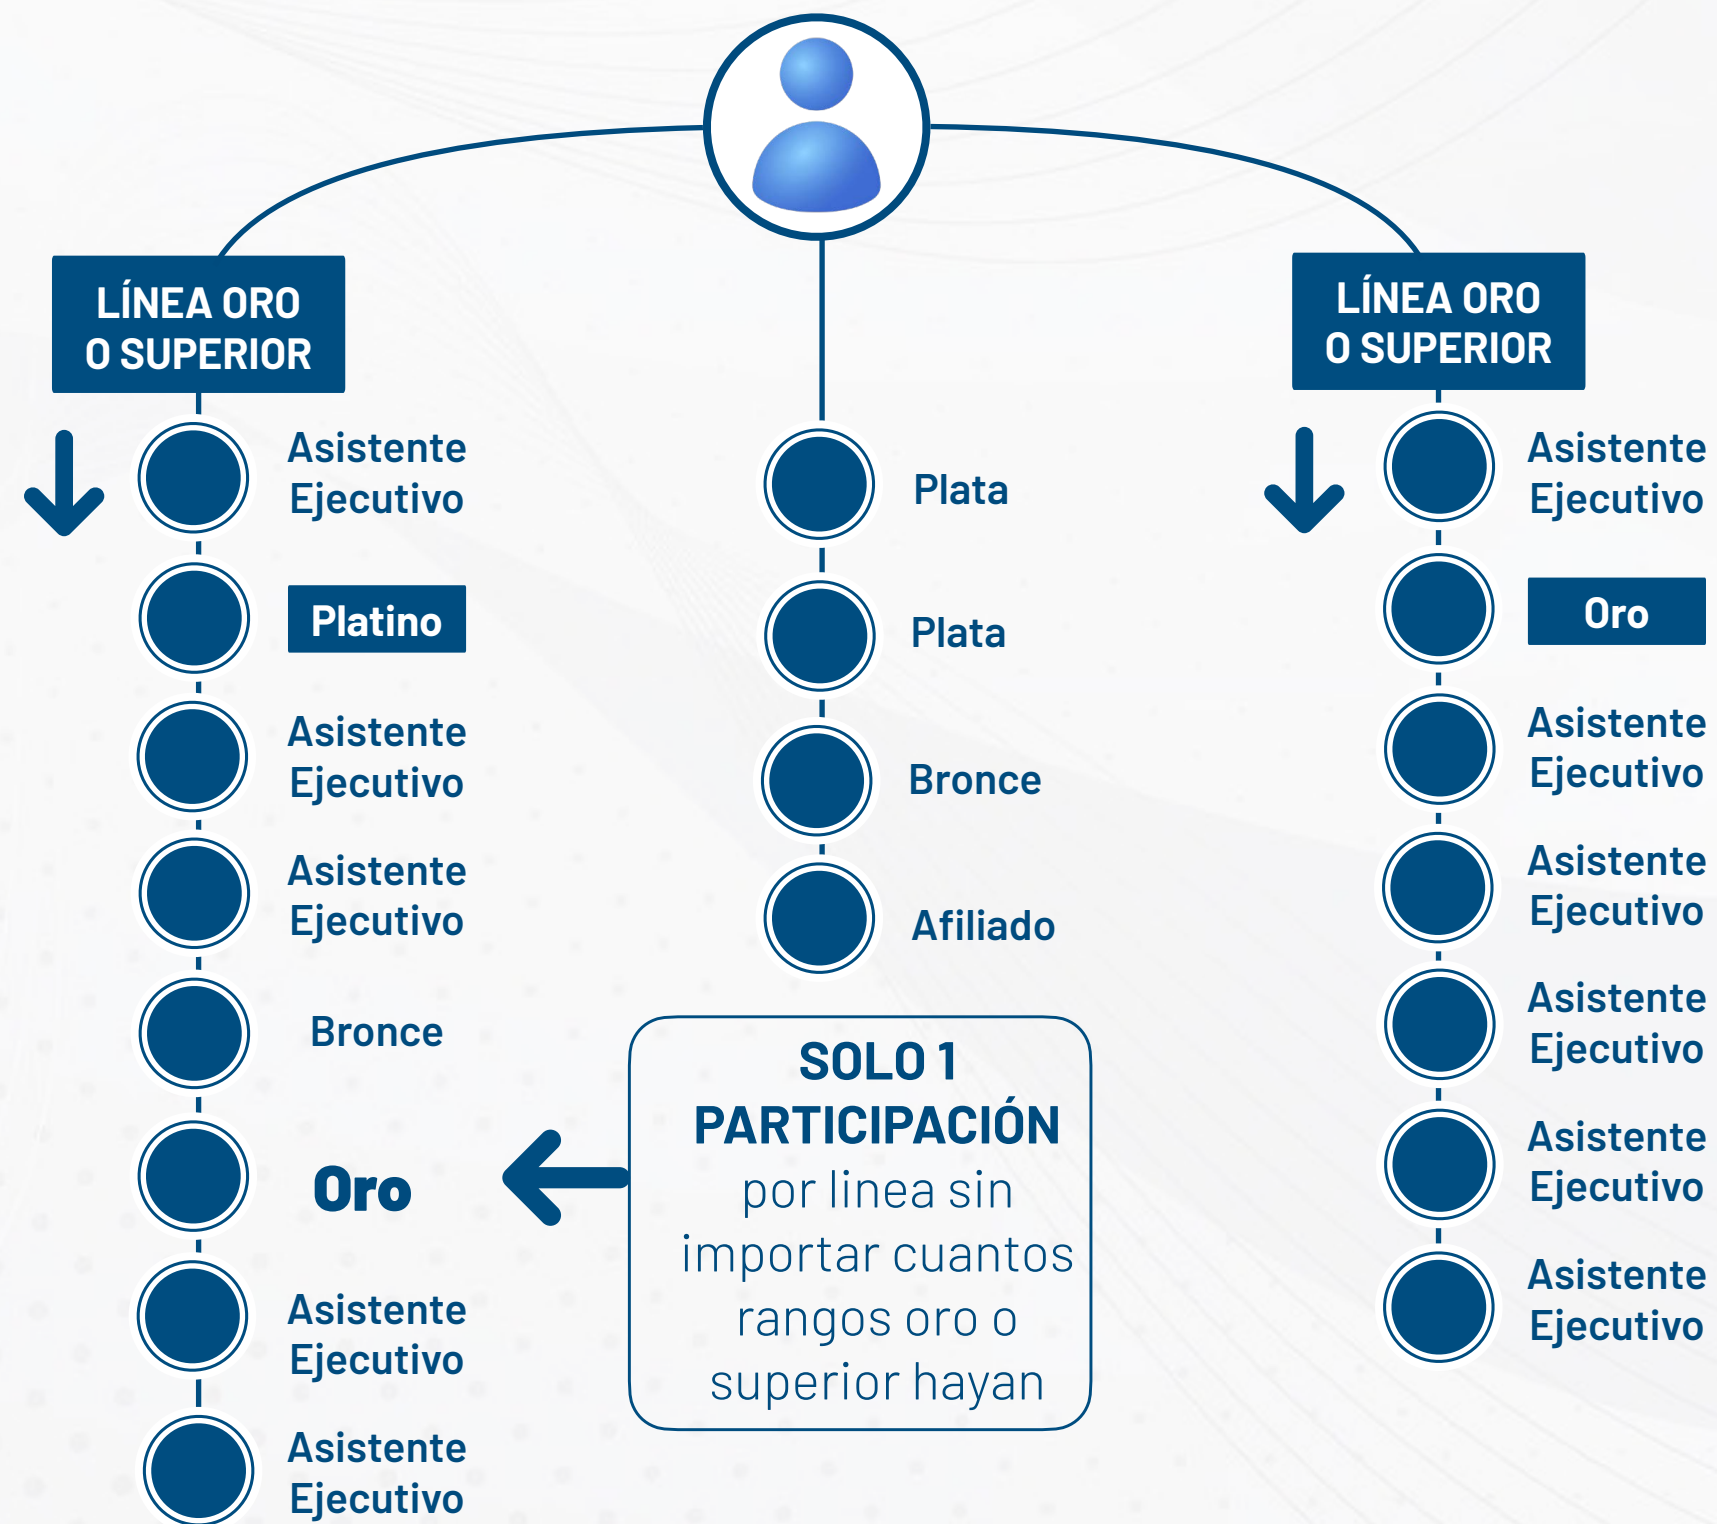 LÍNEA ORO
O SUPERIOR
Asistente
Ejecutivo
Platino
Asistente
Ejecutivo
Asistente
Ejecutivo
Bronce
Oro
Asistente
Ejecutivo
Asistente
Ejecutivo
Plata
Plata
Bronce
Afiliado
SOLO 1
PARTICIPACIÓN
por linea sin
importar cuantos
rangos oro o
superior hayan
LÍNEA ORO
O SUPERIOR
Asistente
Ejecutivo
Oro
Asistente
Ejecutivo
Asistente
Ejecutivo
Asistente
Ejecutivo
Asistente
Ejecutivo
Asistente
Ejecutivo